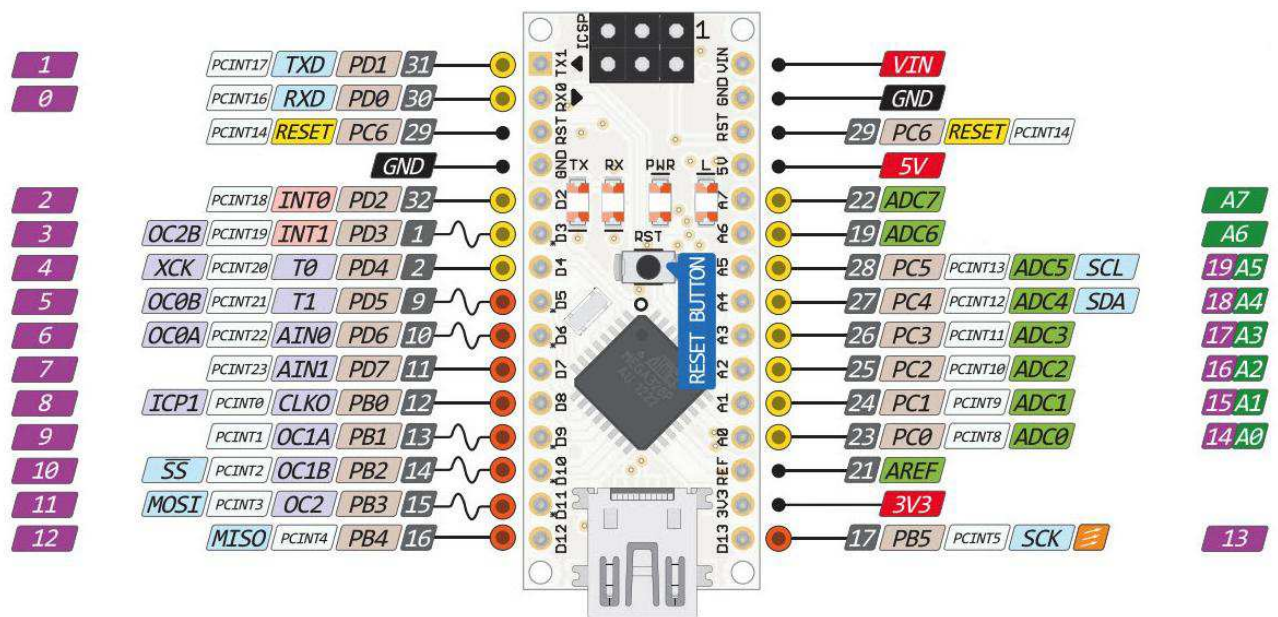 ICSP 1
1 PCINT17 TXD PD1 31 TX1 VIN VIN
0 PCINT16 RXD PD0 30 RX0 GND GND
PCINT14 RESET PC6 29 RST RST 29 PC6 RESET PCINT14
GND GND TX RX PWR L 5V 5V
2 PCINT18 INT0 PD2 32 D2 A7 22 ADC7 A7
3 OC2B PCINT19 INT1 PD3 1 *D3 RST A6 19 ADC6 A6
4 XCK PCINT20 T0 PD4 2 D4 A5 28 PC5 PCINT13 ADC5 SCL 19 A5
5 OC0B PCINT21 T1 PD5 9 *D5 A4 27 PC4 PCINT12 ADC4 SDA 18 A4
RESET BUTTON
6 OC0A PCINT22 AIN0 PD6 10 *D6 A3 26 PC3 PCINT11 ADC3 17 A3
7 PCINT23 AIN1 PD7 11 D7 A2 25 PC2 PCINT10 ADC2 16 A2
8 ICP1 PCINT0 CLKO PB0 12 D8 A1 24 PC1 PCINT9 ADC1 15 A1
9 PCINT1 OC1A PB1 13 *D9 A0 23 PC0 PCINT8 ADC0 14 A0
10 SS PCINT2 OC1B PB2 14 *D10 REF 21 AREF
11 MOSI PCINT3 OC2 PB3 15 *D11 3V3 3V3
12 MISO PCINT4 PB4 16 D12 D13 17 PB5 PCINT5 SCK 13